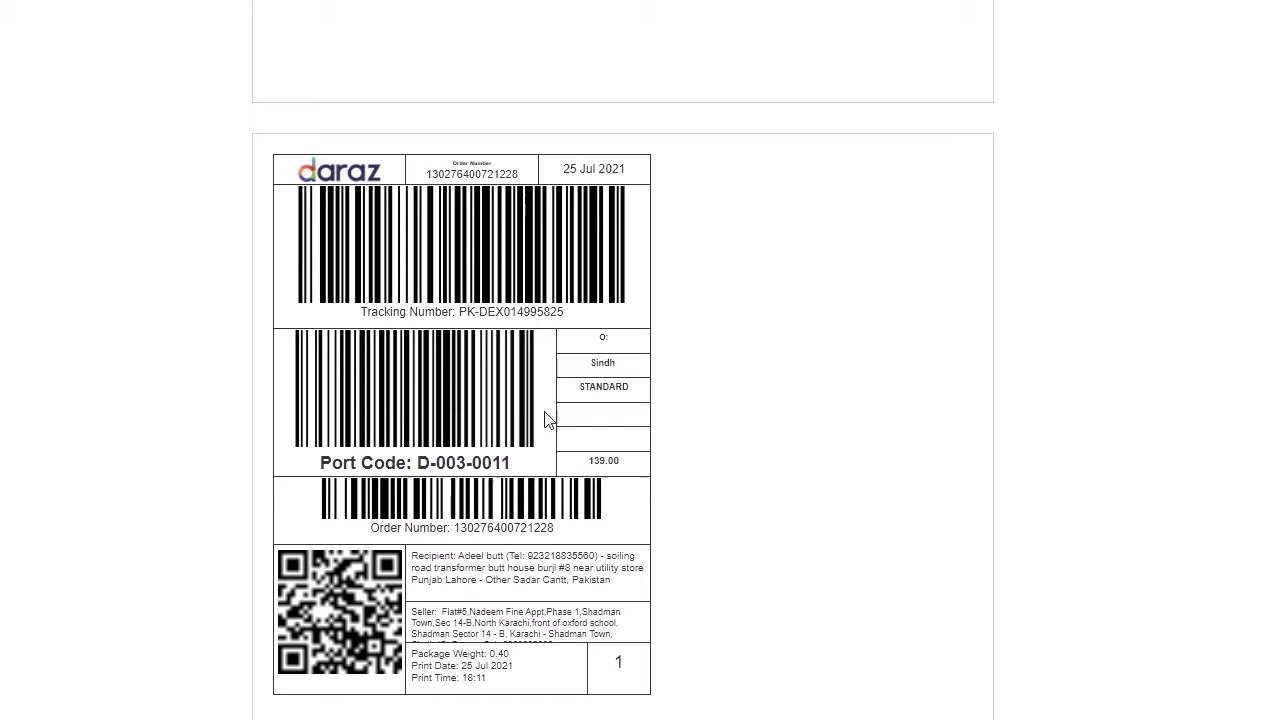 daraz
Order Number
130276400721228
25 Jul 2021
Tracking Number: PK-DEX014995825
O:
Sindh
STANDARD
139.00
Port Code: D-003-0011
Order Number: 130276400721228
Recipient: Adeel butt (Tel: 923218835560) - soiling
road transformer butt house burji #8 near utility store
Punjab Lahore - Other Sadar Cantt, Pakistan
Seller: Flat#5,Nadeem Fine Appt,Phase 1,Shadman
Town,Sec 14-B,North Karachi,front of oxford school,
Shadman Sector 14 - B, Karachi - Shadman Town,
Package Weight: 0.40
Print Date: 25 Jul 2021
Print Time: 18:11
1